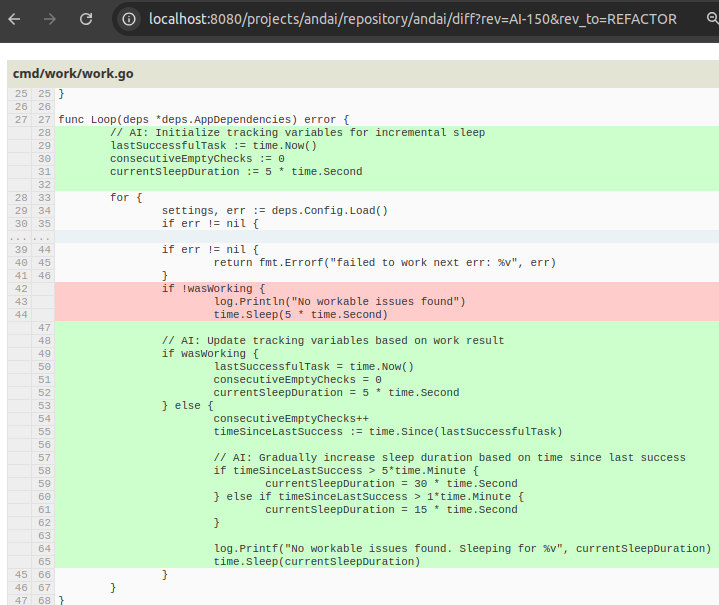 localhost:8080/projects/andai/repository/andai/diff?rev=AI-150&rev_to=REFACTOR
cmd/work/work.go
25 25 }
26 26
27 27 func Loop(deps *deps.AppDependencies) error {
28 // AI: Initialize tracking variables for incremental sleep
29 lastSuccessfulTask := time.Now()
30 consecutiveEmptyChecks := 0
31 currentSleepDuration := 5 * time.Second
32
28 33 for {
29 34 settings, err := deps.Config.Load()
30 35 if err != nil {
... ...
39 44 if err != nil {
40 45 return fmt.Errorf("failed to work next err: %v", err)
41 46 }
42 if !wasWorking {
43 log.Println("No workable issues found")
44 time.Sleep(5 * time.Second)
47
48 // AI: Update tracking variables based on work result
49 if wasWorking {
50 lastSuccessfulTask = time.Now()
51 consecutiveEmptyChecks = 0
52 currentSleepDuration = 5 * time.Second
53 } else {
54 consecutiveEmptyChecks++
55 timeSinceLastSuccess := time.Since(lastSuccessfulTask)
56
57 // AI: Gradually increase sleep duration based on time since last success
58 if timeSinceLastSuccess > 5*time.Minute {
59 currentSleepDuration = 30 * time.Second
60 } else if timeSinceLastSuccess > 1*time.Minute {
61 currentSleepDuration = 15 * time.Second
62 }
63
64 log.Printf("No workable issues found. Sleeping for %v", currentSleepDuration)
65 time.Sleep(currentSleepDuration)
45 66 }
46 67 }
47 68 }